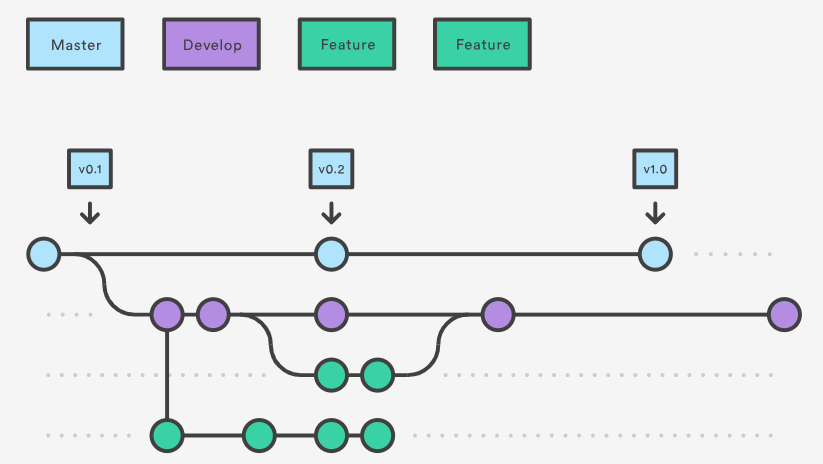 Master
Develop
Feature
Feature
v0.1
v0.2
v1.0